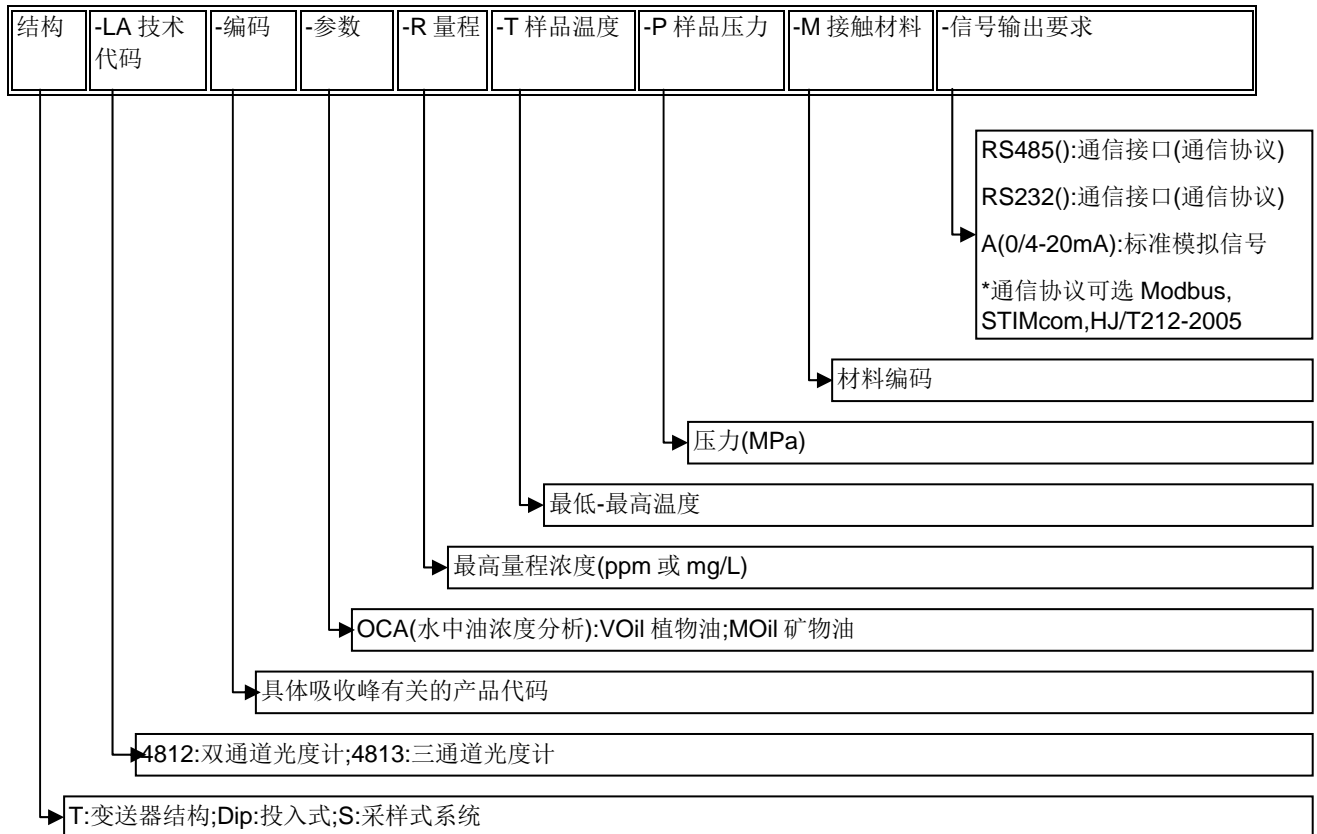 结构 -LA 技术代码 -编码 -参数 -R 量程 -T 样品温度 -P 样品压力 -M 接触材料 -信号输出要求
RS485():通信接口(通信协议)
RS232():通信接口(通信协议)
A(0/4-20mA):标准模拟信号
*通信协议可选 Modbus,
STIMcom,HJ/T212-2005
材料编码
压力(MPa)
最低-最高温度
最高量程浓度(ppm 或 mg/L)
OCA(水中油浓度分析):VOil 植物油;MOil 矿物油
具体吸收峰有关的产品代码
4812:双通道光度计;4813:三通道光度计
T:变送器结构;Dip:投入式;S:采样式系统